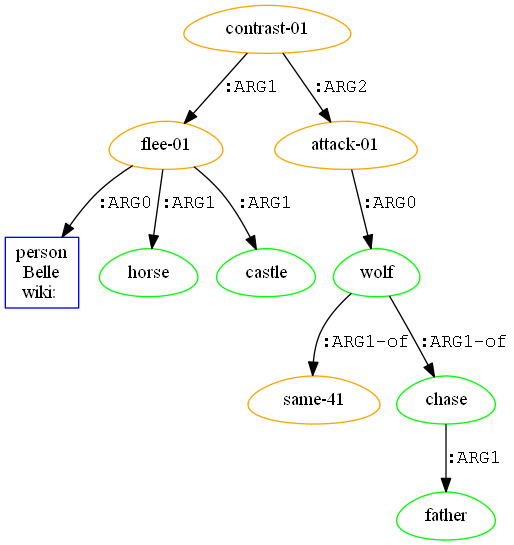 contrast-01
:ARG1 :ARG2
flee-01 attack-01
:ARG0 :ARG1 :ARG1 :ARG0
person
Belle
wiki:
horse castle wolf
:ARG1-of :ARG1-of
same-41 chase
:ARG1
father